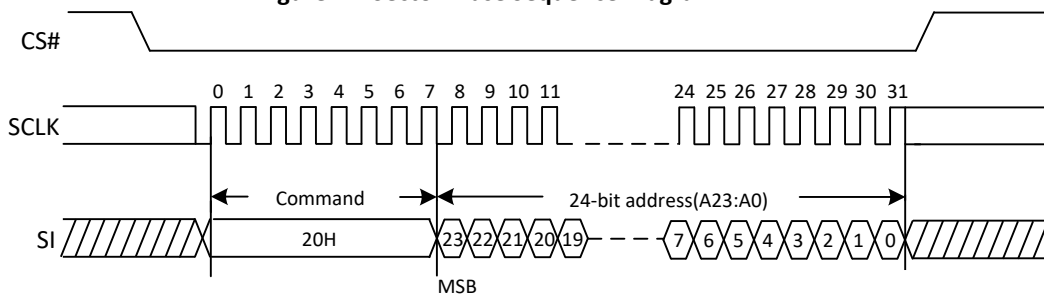 CS#
0 1 2 3 4 5 6 7 8 9 10 11 24 25 26 27 28 29 30 31
SCLK
Command 24-bit address(A23:A0)
SI 20H 23 22 21 20 19 7 6 5 4 3 2 1 0
MSB